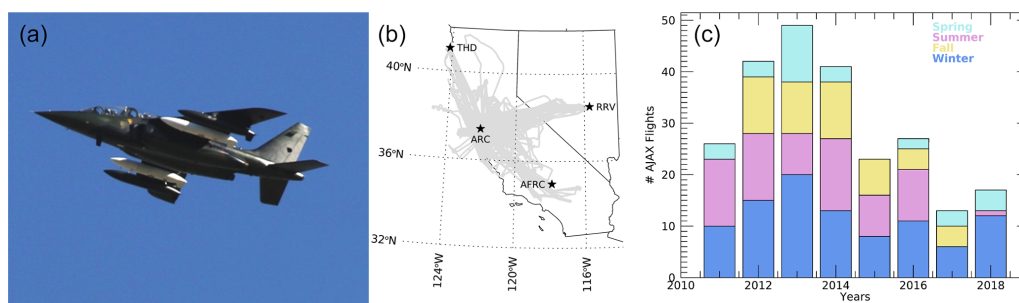 (a)
(b)
THD
RRV
ARC
AFRC
40°N
36°N
32°N
124°W
120°W
116°W
(c)
Spring
Summer
Fall
Winter
# AJAX Flights
50
40
30
20
10
0
2010
2012
2014
2016
2018
Years